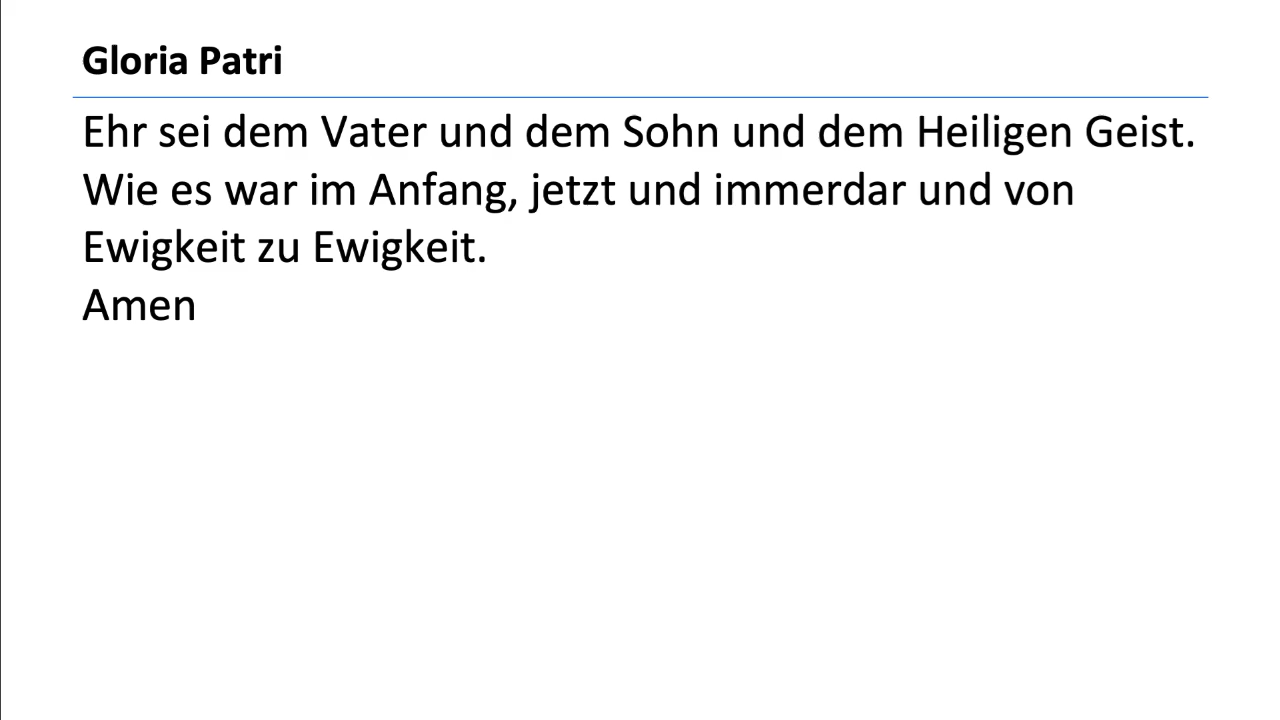 Gloria Patri
Ehr sei dem Vater und dem Sohn und dem Heiligen Geist.
Wie es war im Anfang, jetzt und immerdar und von
Ewigkeit zu Ewigkeit.
Amen